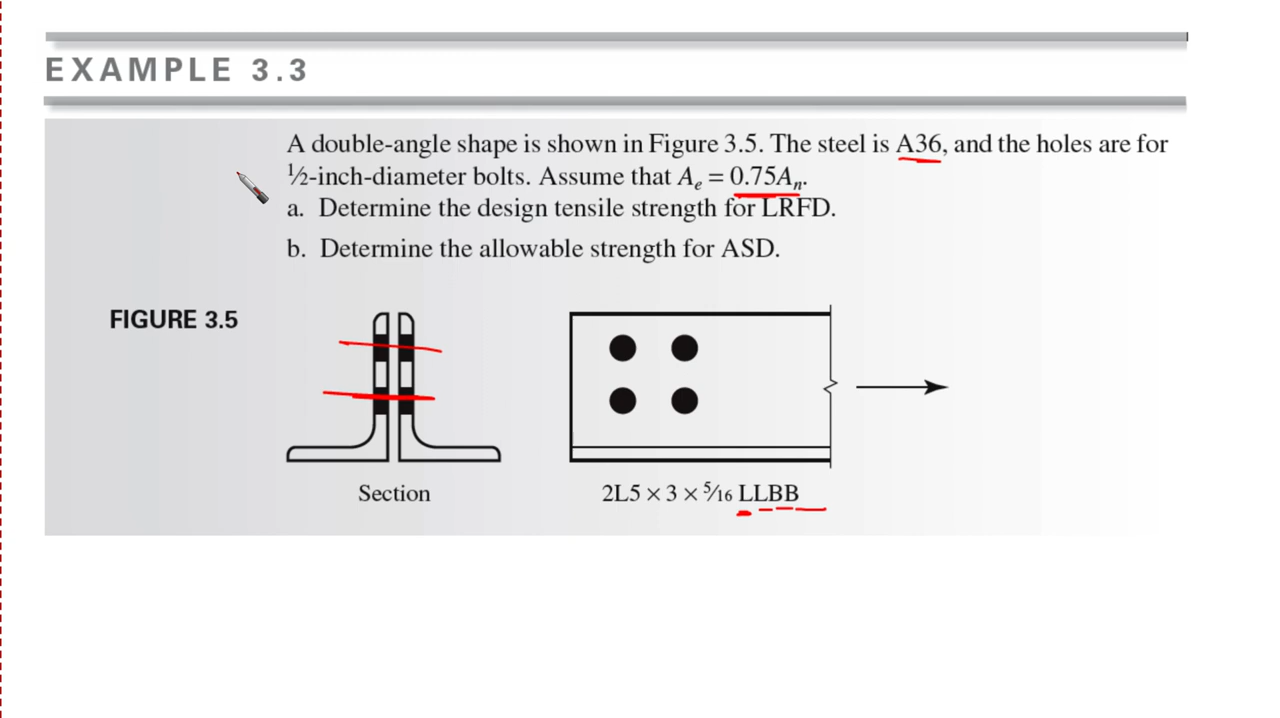 EXAMPLE 3.3
A double-angle shape is shown in Figure 3.5. The steel is A36, and the holes are for
½-inch-diameter bolts. Assume that Aₑ = 0.75Aₙ.
a. Determine the design tensile strength for LRFD.
b. Determine the allowable strength for ASD.
FIGURE 3.5
Section
2L5 × 3 × 5⁄16 LLBB